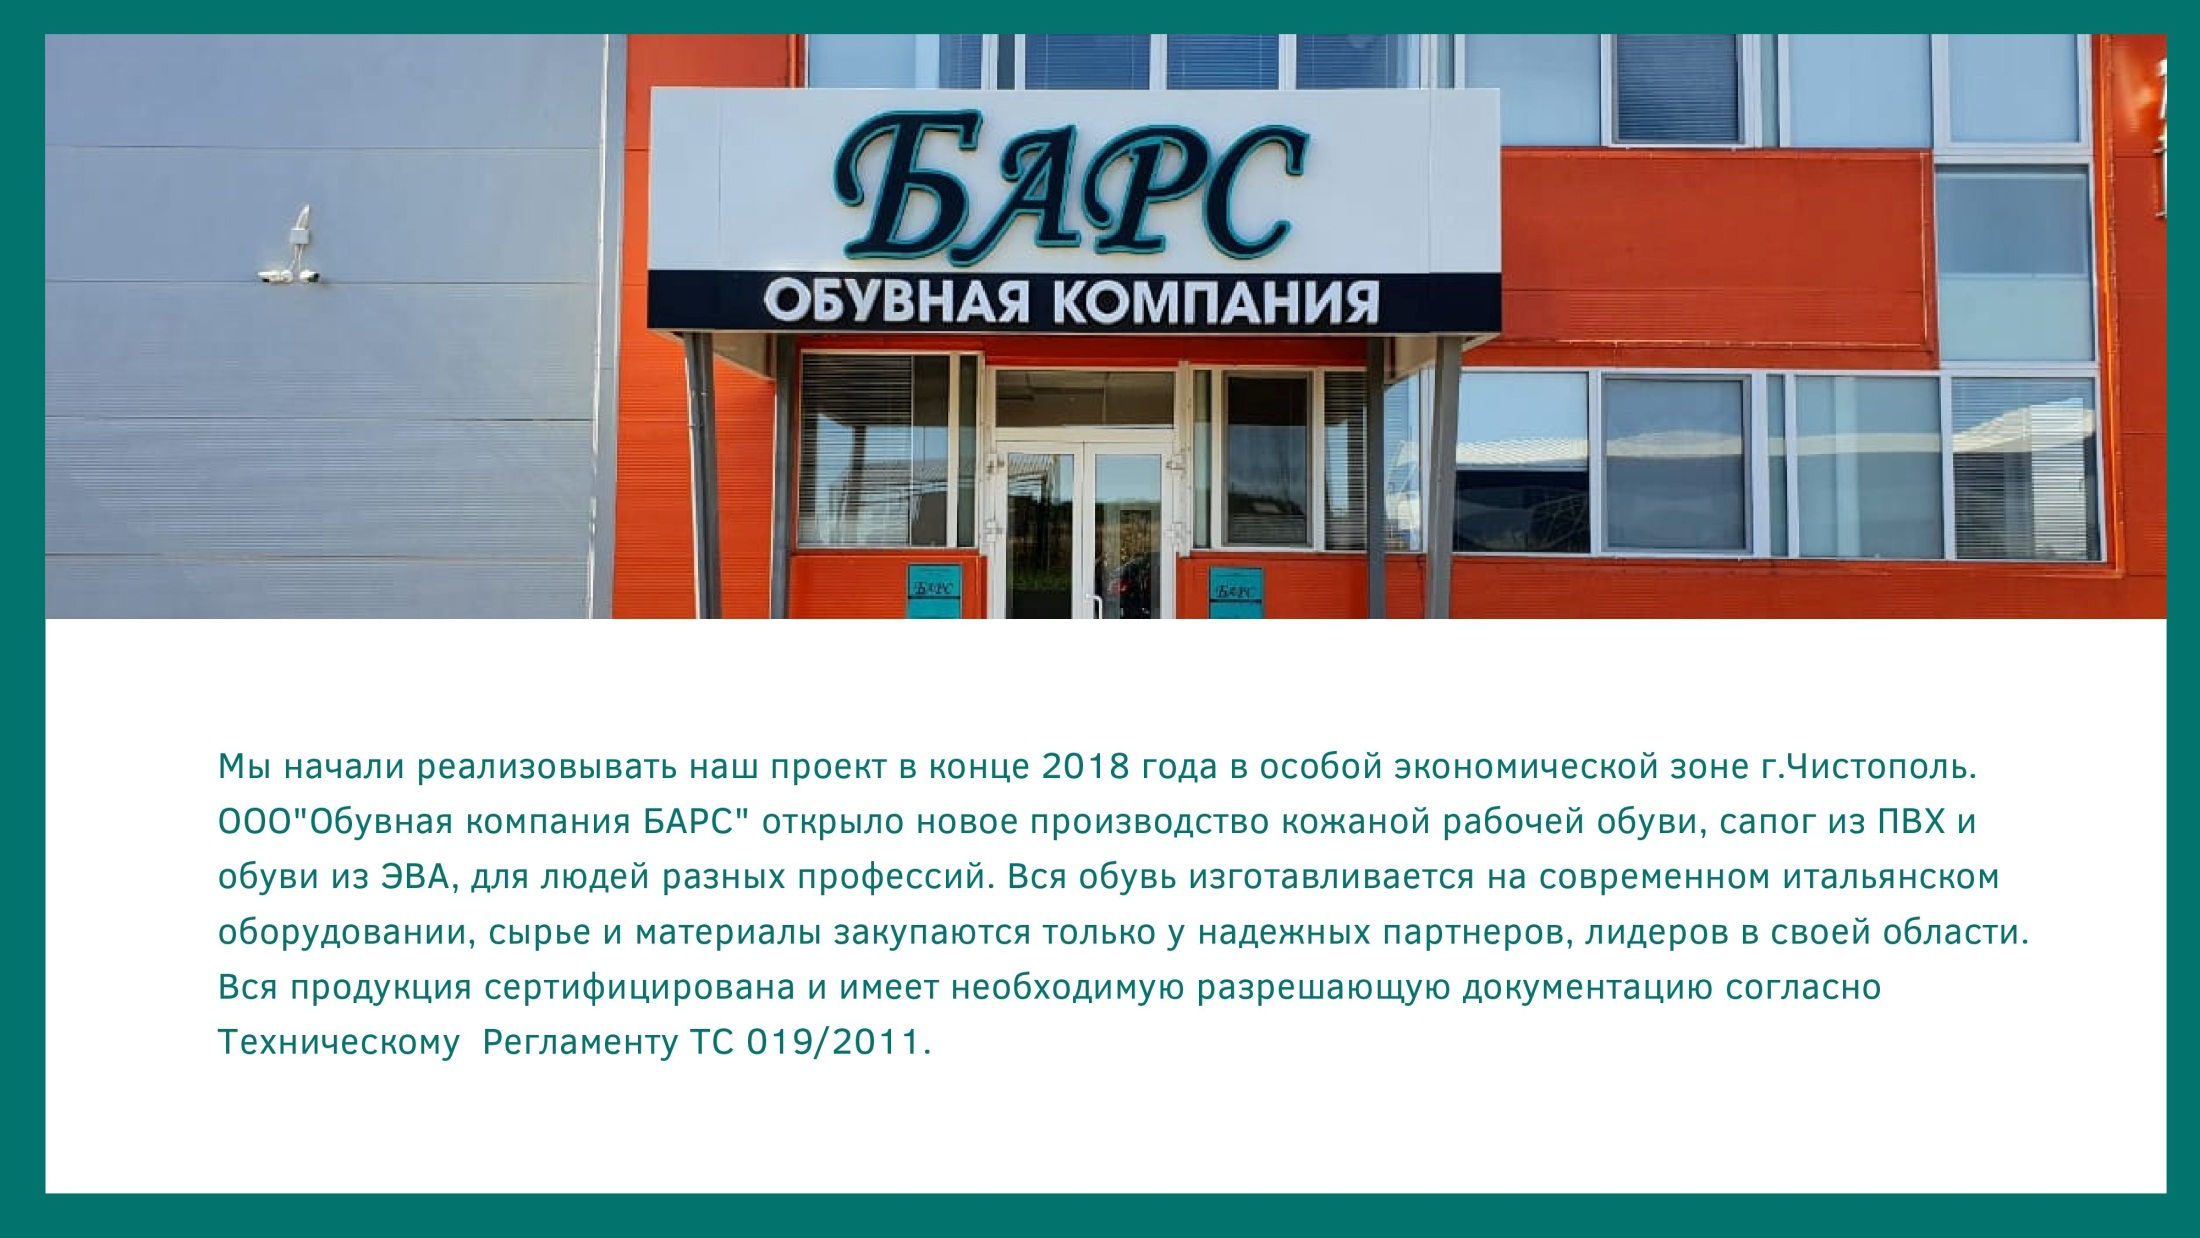 БАРС
ОБУВНАЯ КОМПАНИЯ
БАРС
БАРС
Мы начали реализовывать наш проект в конце 2018 года в особой экономической зоне г.Чистополь.
ООО"Обувная компания БАРС" открыло новое производство кожаной рабочей обуви, сапог из ПВХ и
обуви из ЭВА, для людей разных профессий. Вся обувь изготавливается на современном итальянском
оборудовании, сырье и материалы закупаются только у надежных партнеров, лидеров в своей области.
Вся продукция сертифицирована и имеет необходимую разрешающую документацию согласно
Техническому  Регламенту ТС 019/2011.